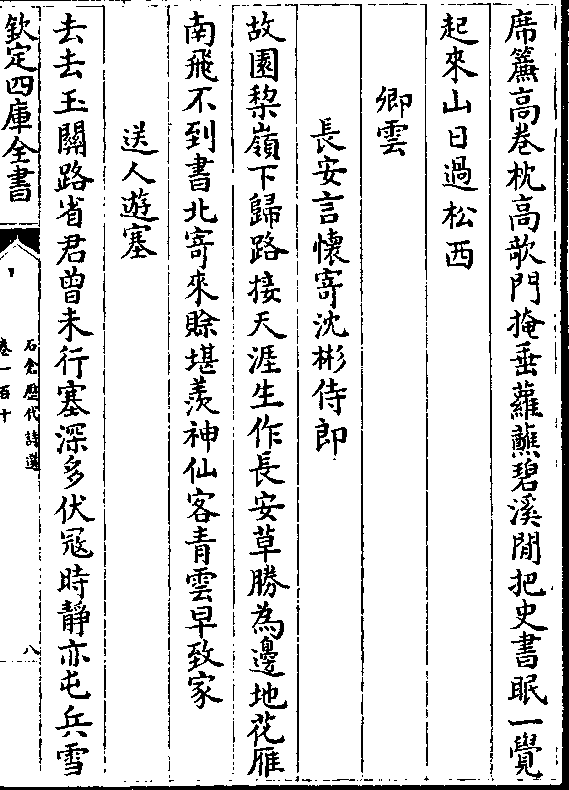 席簾高卷枕高欹門掩垂蘿蘸碧溪閒把史書眠一覺
起來山日過松西
卿雲
長安言懷寄沈彬侍郎
故園棃嶺下歸路接天涯生作長安草勝為邊地花雁
南飛不到書北寄來賖堪羨神仙客青雲早致家
送人遊塞
去去玉關路省君曾未行塞深多伏寇時靜亦屯兵雪
欽定四庫全書
石倉歷代詩選
卷一百十
八